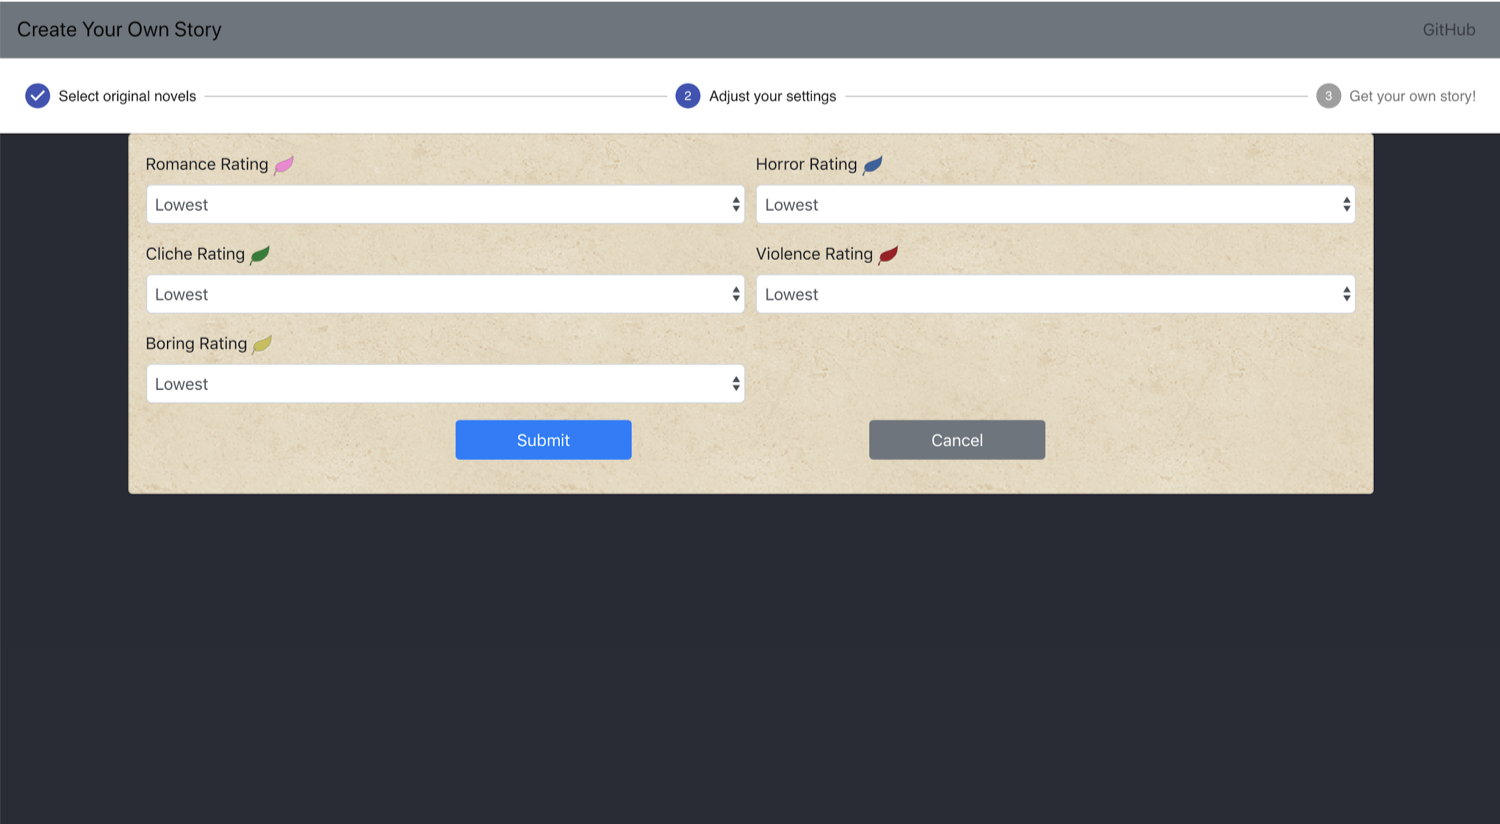 Create Your Own Story
GitHub
Select original novels
2
Adjust your settings
3
Get your own story!
Romance Rating
Horror Rating
Lowest
Lowest
Cliche Rating
Violence Rating
Lowest
Lowest
Boring Rating
Lowest
Submit
Cancel